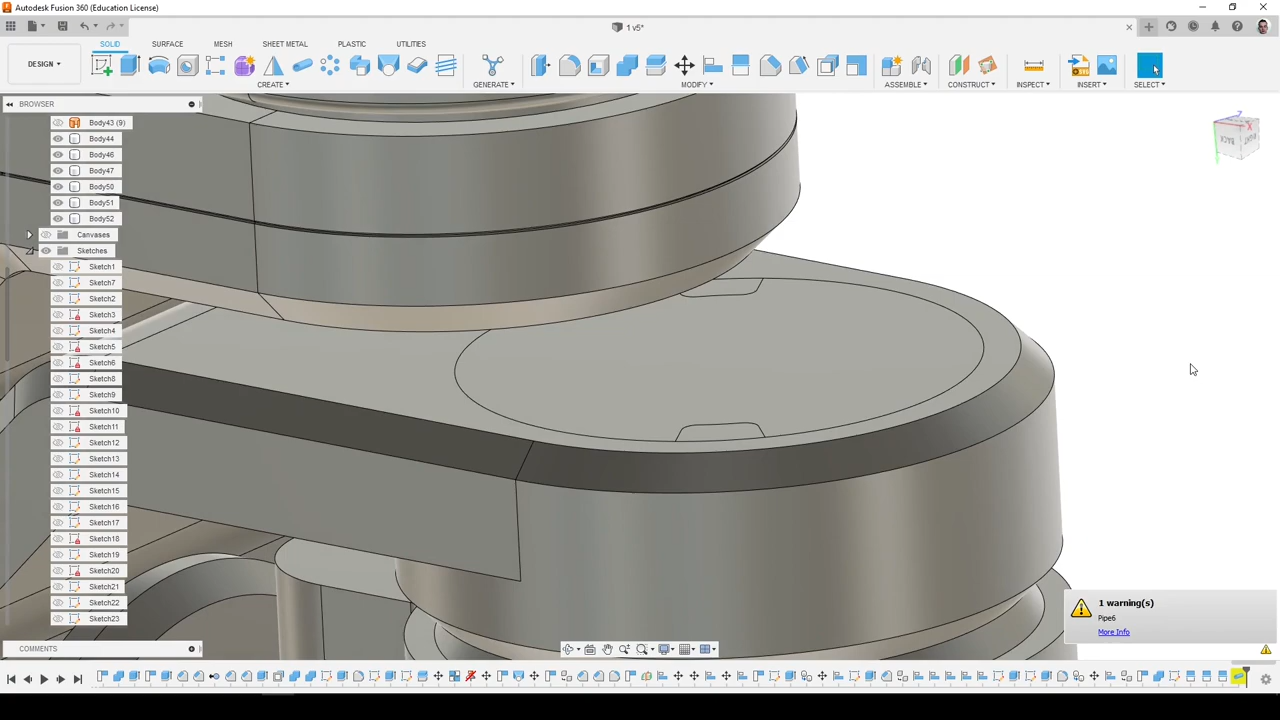 Autodesk Fusion 360 (Education License)
1 v5*
SOLID
SURFACE
MESH
SHEET METAL
PLASTIC
UTILITIES
DESIGN
CREATE
GENERATE
MODIFY
ASSEMBLE
CONSTRUCT
INSPECT
INSERT
SELECT
BROWSER
Body43 (9)
Body44
Body46
Body47
Body50
Body51
Body52
Canvases
Sketches
Sketch1
Sketch7
Sketch2
Sketch3
Sketch4
Sketch5
Sketch6
Sketch8
Sketch9
Sketch10
Sketch11
Sketch12
Sketch13
Sketch14
Sketch15
Sketch16
Sketch17
Sketch18
Sketch19
Sketch20
Sketch21
Sketch22
Sketch23
BACK
RIGHT
X
Z
1 warning(s)
Pipe6
More Info
COMMENTS